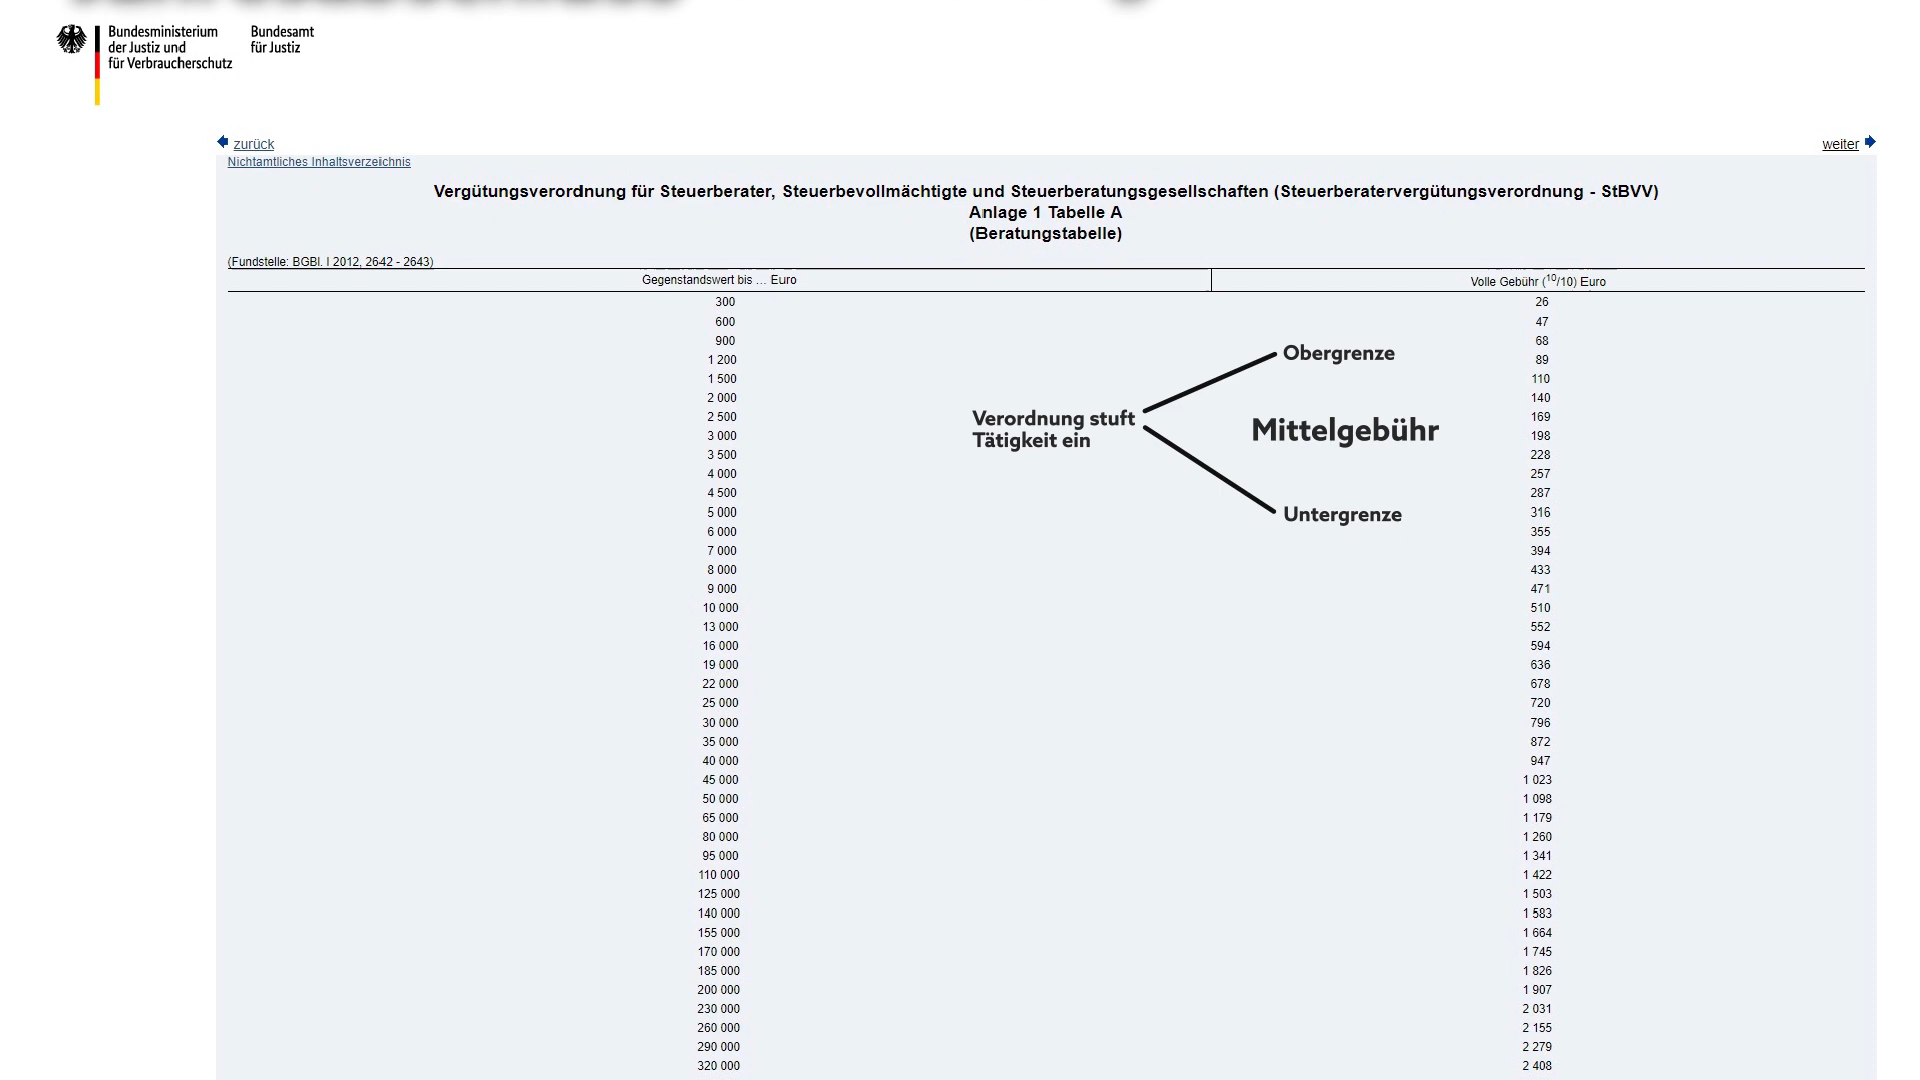 Bundesministerium
der Justiz und
für Verbraucherschutz
Bundesamt
für Justiz
zurück
weiter
Nichtamtliches Inhaltsverzeichnis
Vergütungsverordnung für Steuerberater, Steuerbevollmächtigte und Steuerberatungsgesellschaften (Steuerberatervergütungsverordnung - StBVV)
Anlage 1 Tabelle A
(Beratungstabelle)
(Fundstelle: BGBl. I 2012, 2642 - 2643)
Gegenstandswert bis … Euro Volle Gebühr (10/10) Euro
300 26
600 47
900 68
1 200 89
1 500 110
2 000 140
2 500 169
3 000 198
3 500 228
4 000 257
4 500 287
5 000 316
6 000 355
7 000 394
8 000 433
9 000 471
10 000 510
13 000 552
16 000 594
19 000 636
22 000 678
25 000 720
30 000 796
35 000 872
40 000 947
45 000 1 023
50 000 1 098
65 000 1 179
80 000 1 260
95 000 1 341
110 000 1 422
125 000 1 503
140 000 1 583
155 000 1 664
170 000 1 745
185 000 1 826
200 000 1 907
230 000 2 031
260 000 2 155
290 000 2 279
320 000 2 408
Verordnung stuft
Tätigkeit ein
Obergrenze
Mittelgebühr
Untergrenze